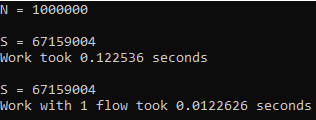 N = 1000000
S = 67159004
Work took 0.122536 seconds
S = 67159004
Work with 1 flow took 0.0122626 seconds